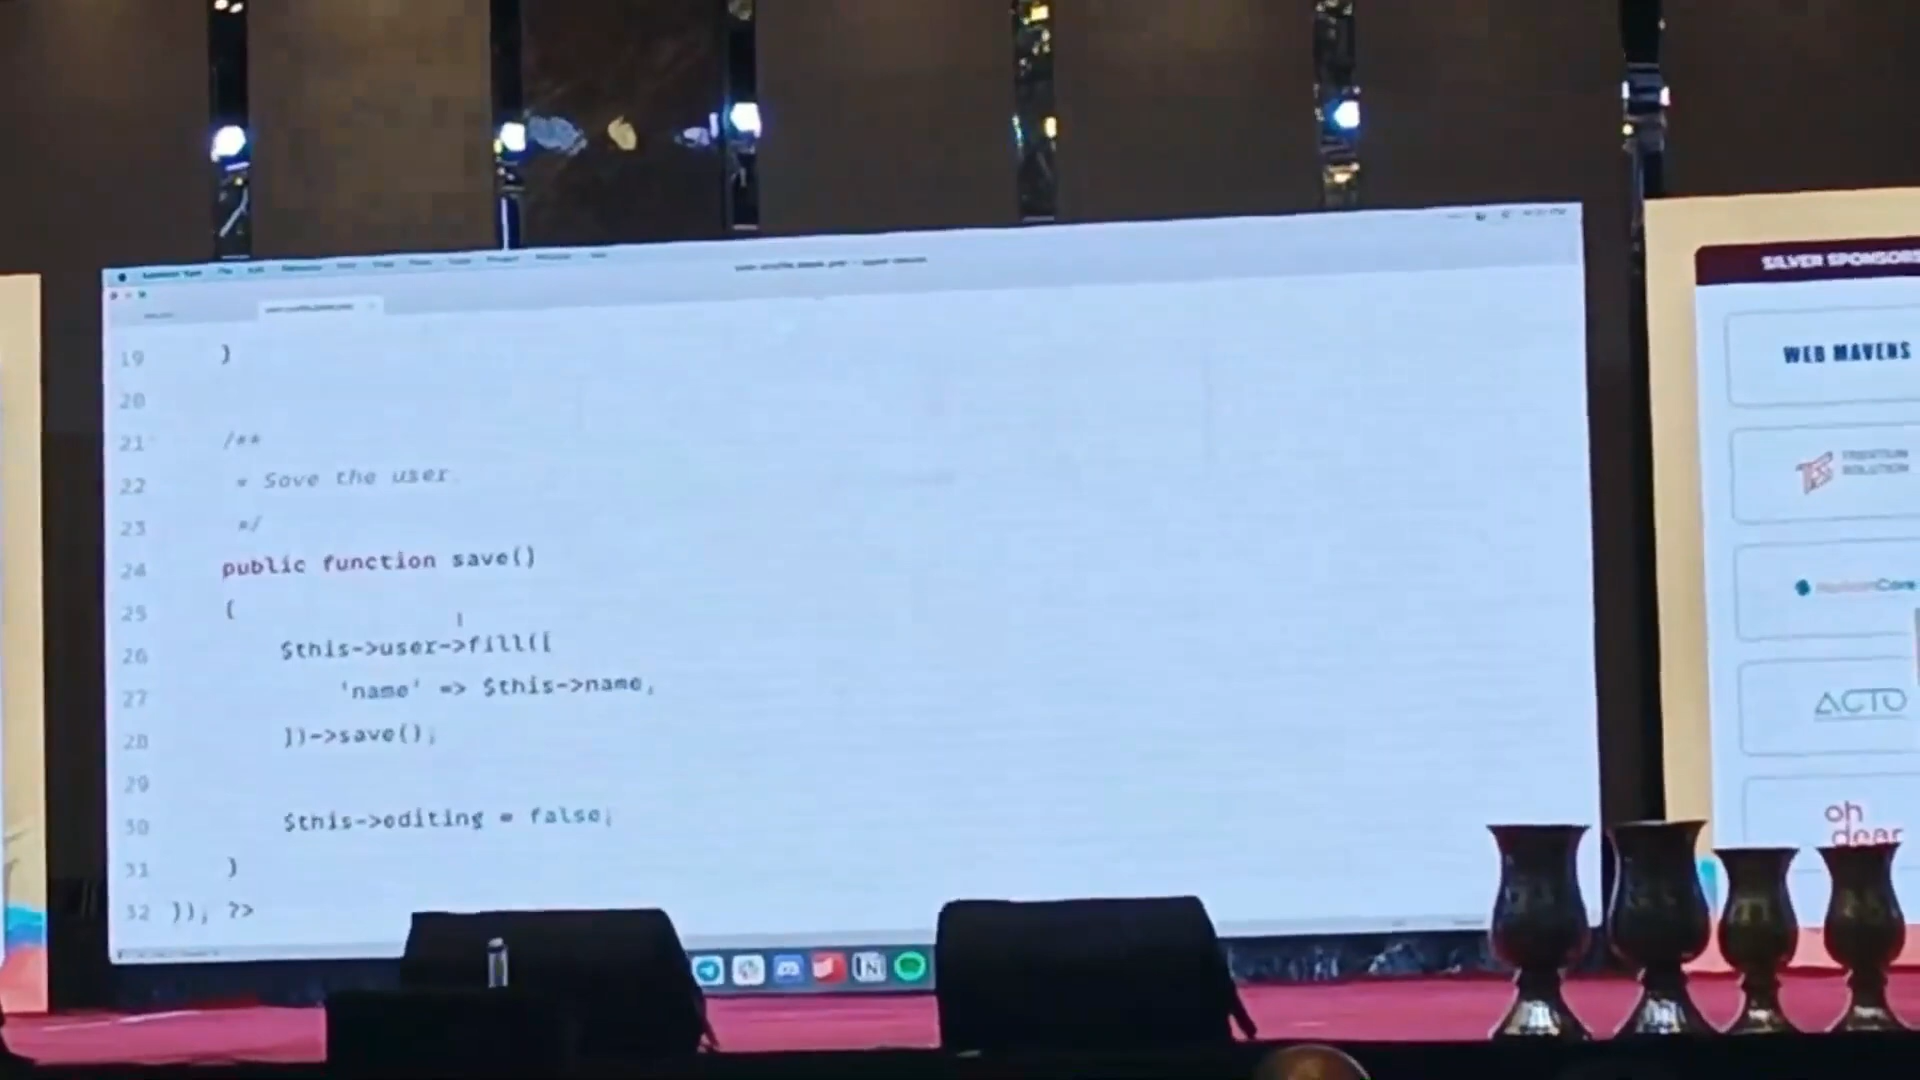 19 }
20
21 /**
22 * Save the user.
23 */
24 public function save()
25 {
26 $this->user->fill([
27 'name' => $this->name,
28 ])->save();
29
30 $this->editing = false;
31 }
32 }); ?>
SILVER SPONSORS
WEB MAVENS
SOLUTION
ACTO
oh
dear